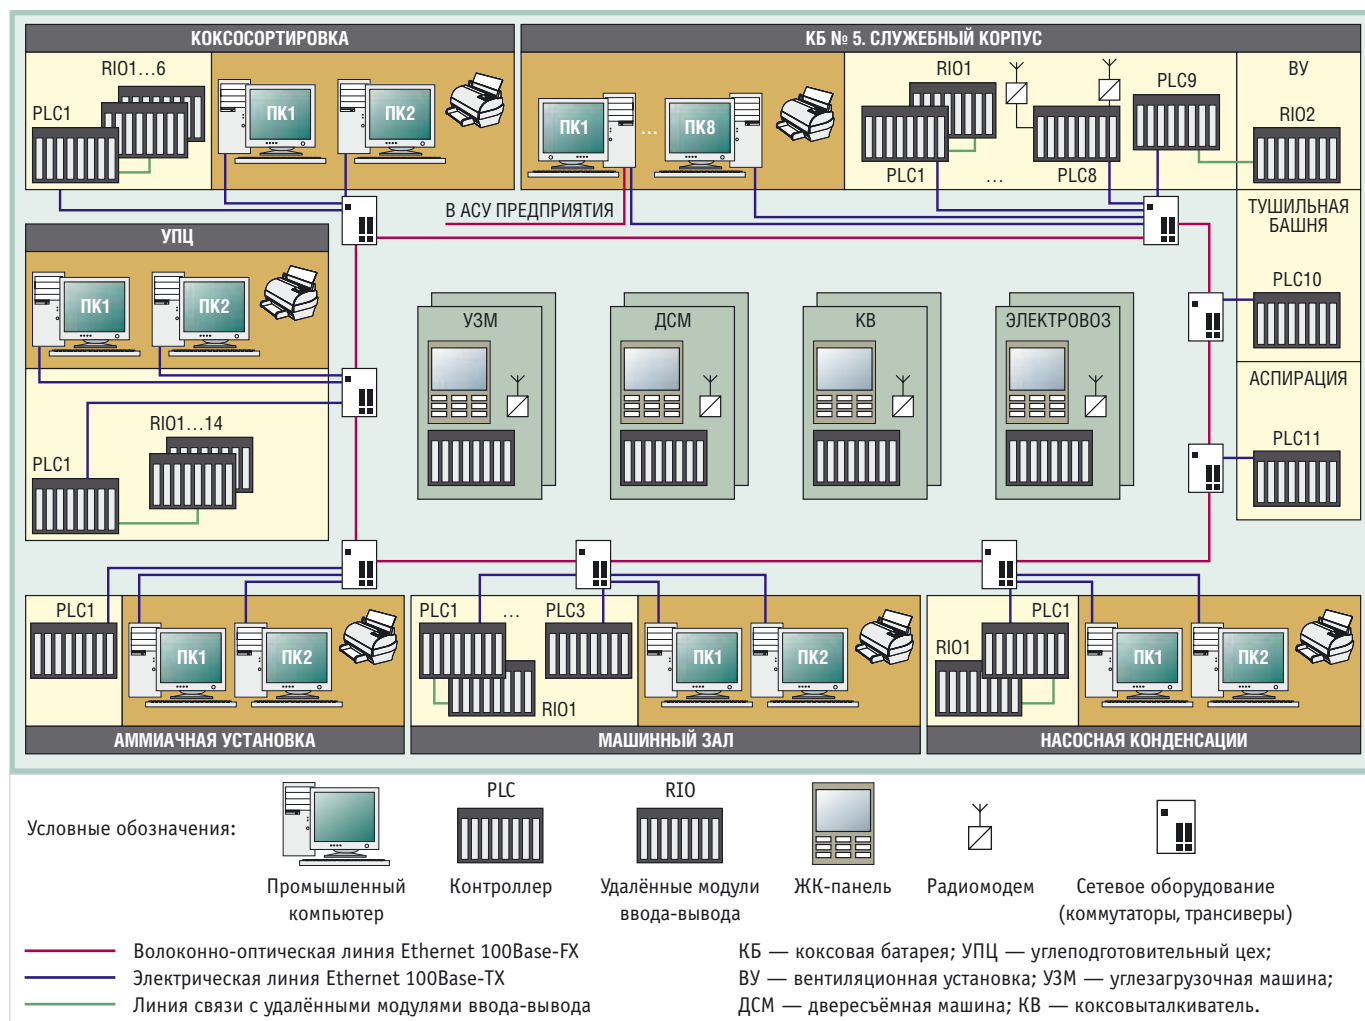 КОКСОСОРТИРОВКА
RIO1...6
PLC1
ПК1
ПК2
КБ № 5. СЛУЖЕБНЫЙ КОРПУС
ПК1
...
ПК8
RIO1
PLC1
...
PLC8
PLC9
ВУ
RIO2
В АСУ ПРЕДПРИЯТИЯ
ТУШИЛЬНАЯ
БАШНЯ
PLC10
АСПИРАЦИЯ
PLC11
УПЦ
ПК1
ПК2
RIO1...14
PLC1
УЗМ
ДСМ
КВ
ЭЛЕКТРОВОЗ
PLC1
ПК1
ПК2
АММИАЧНАЯ УСТАНОВКА
PLC1
...
PLC3
RIO1
ПК1
ПК2
МАШИННЫЙ ЗАЛ
PLC1
RIO1
ПК1
ПК2
НАСОСНАЯ КОНДЕНСАЦИИ
Условные обозначения:
Промышленный
компьютер
PLC
Контроллер
RIO
Удалённые модули
ввода-вывода
ЖК-панель
Радиомодем
Сетевое оборудование
(коммутаторы, трансиверы)
Волоконно-оптическая линия Ethernet 100Base-FX
Электрическая линия Ethernet 100Base-TX
Линия связи с удалёнными модулями ввода-вывода
КБ — коксовая батарея; УПЦ — углеподготовительный цех;
ВУ — вентиляционная установка; УЗМ — углезагрузочная машина;
ДСМ — двересъёмная машина; КВ — коксовыталкиватель.